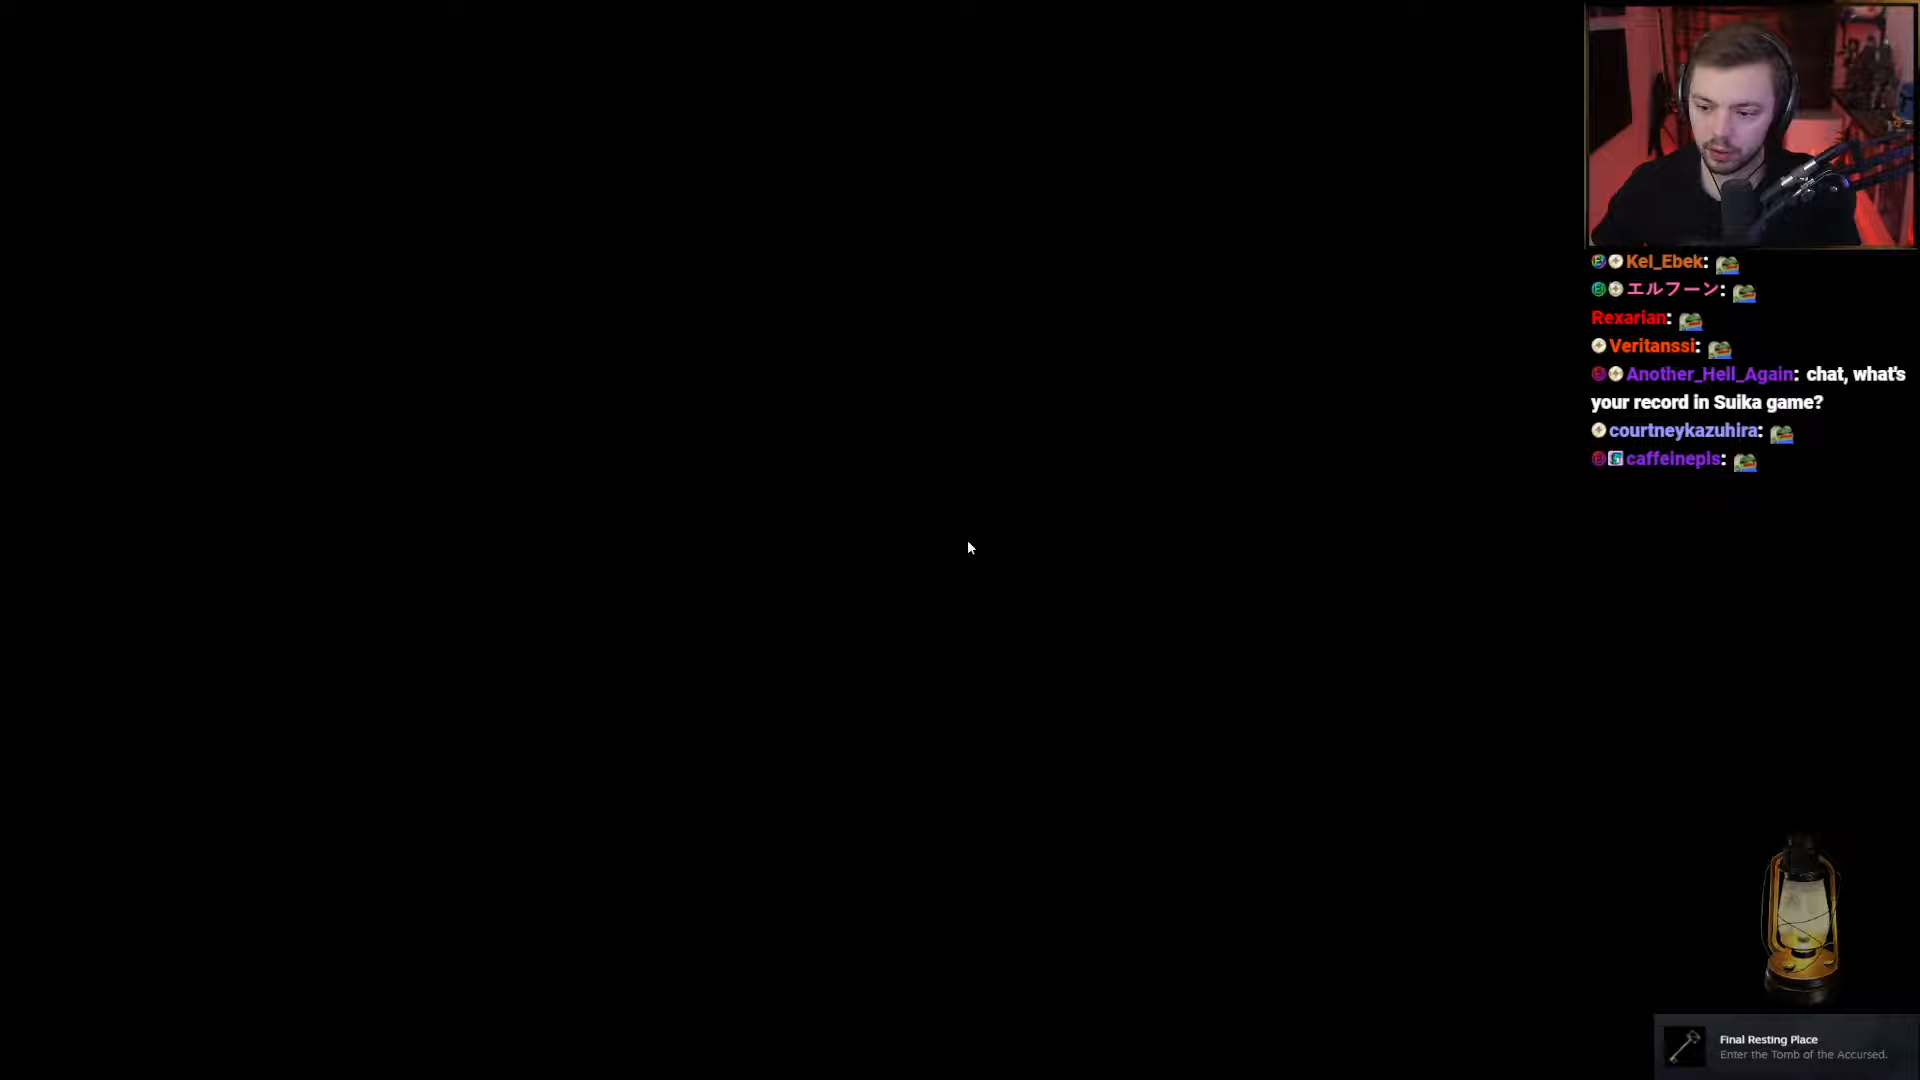 Kel_Ebek:
エルフーン:
Rexarian:
Veritanssi:
Another_Hell_Again: chat, what's
your record in Suika game?
courtneykazuhira:
caffeinepls:
Final Resting Place
Enter the Tomb of the Accursed.